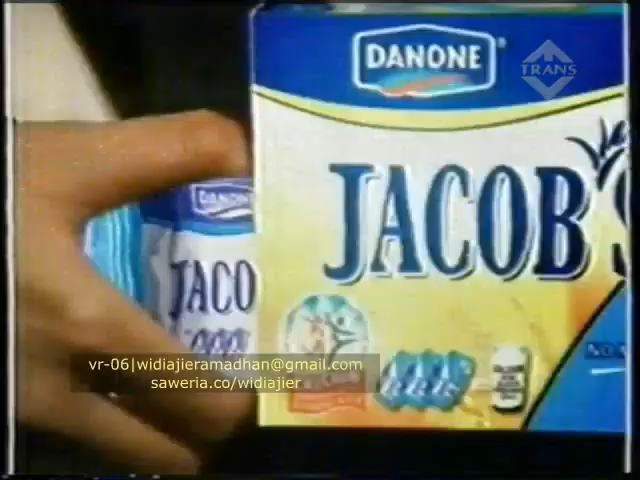 DANONE
TRANS
JACOB'S
DANONE
JACO
vr-06|widiajieramadhan@gmail.com
saweria.co/widiajier